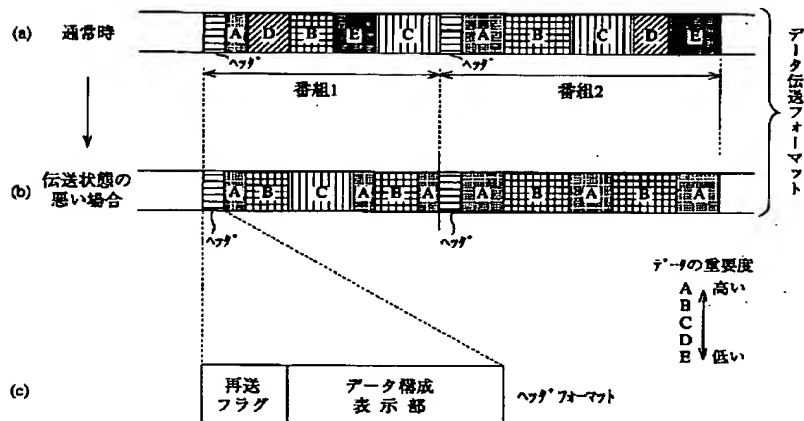 (a) 通常時
A D B E C A B C D E
ヘッダ ヘッダ
番組1 番組2
データ伝送フォーマット
(b) 伝送状態の
悪い場合
A B C A B A A B A B A
ヘッダ ヘッダ
データの重要度
A 高い
B
C
D
E 低い
(c) 再送
フラグ
データ構成
表示部
ヘッダフォーマット